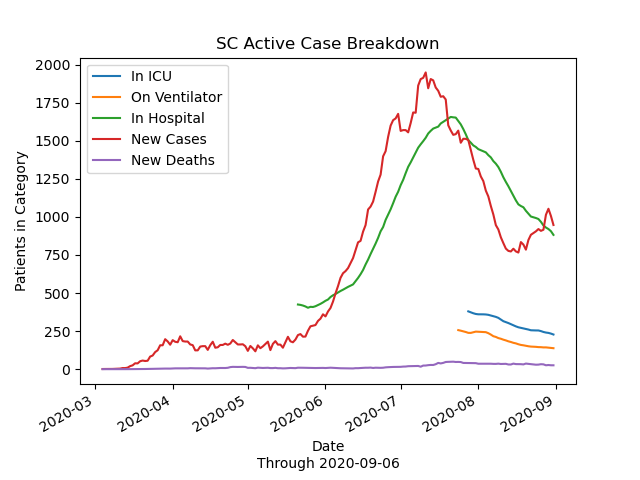 SC Active Case Breakdown
In ICU
On Ventilator
In Hospital
New Cases
New Deaths
Patients in Category
2000
1750
1500
1250
1000
750
500
250
0
2020-03
2020-04
2020-05
2020-06
2020-07
2020-08
2020-09
Date
Through 2020-09-06